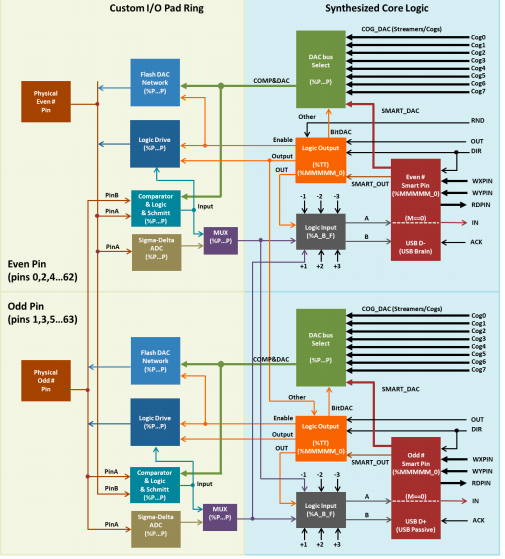 Custom I/O Pad Ring
Synthesized Core Logic
COG_DAC (Streamers/Cogs)
DAC bus
Select
(%P...P)
Cog0
Cog1
Cog2
Cog3
Cog4
Cog5
Cog6
Cog7
Flash DAC
Network
(%P...P)
COMP&DAC
Physical
Even #
Pin
SMART_DAC
Other
RND
BitDAC
Logic Drive
(%P...P)
Enable
Output
OUT
Logic Output
(%TT)
(%MMMMM_0)
OUT
DIR
SMART_OUT
Even #
Smart Pin
(%MMMMM_0)
WXPIN
WYPIN
RDPIN
PinB
PinA
Comparator
& Logic
& Schmitt
(%P...P)
Input
-1
-2
-3
Logic Input
(%A_B_F)
+1
+2
+3
A
B
(M==0)
IN
USB D-
(USB Brain)
ACK
PinA
Sigma-Delta
ADC
(%P...P)
MUX
(%P...P)
Even Pin
(pins 0,2,4...62)
Odd Pin
(pins 1,3,5...63)
COG_DAC (Streamers/Cogs)
DAC bus
Select
(%P...P)
Cog0
Cog1
Cog2
Cog3
Cog4
Cog5
Cog6
Cog7
Flash DAC
Network
(%P...P)
COMP&DAC
Physical
Odd #
Pin
SMART_DAC
Other
BitDAC
Logic Drive
(%P...P)
Enable
Output
OUT
Logic Output
(%TT)
(%MMMMM_0)
OUT
DIR
SMART_OUT
Odd #
Smart Pin
(%MMMMM_0)
WXPIN
WYPIN
RDPIN
PinA
PinB
Comparator
& Logic
& Schmitt
(%P...P)
Input
-1
-2
-3
Logic Input
(%A_B_F)
+1
+2
+3
A
B
(M==0)
IN
USB D+
(USB Passive)
ACK
PinA
Sigma-Delta
ADC
(%P...P)
MUX
(%P...P)